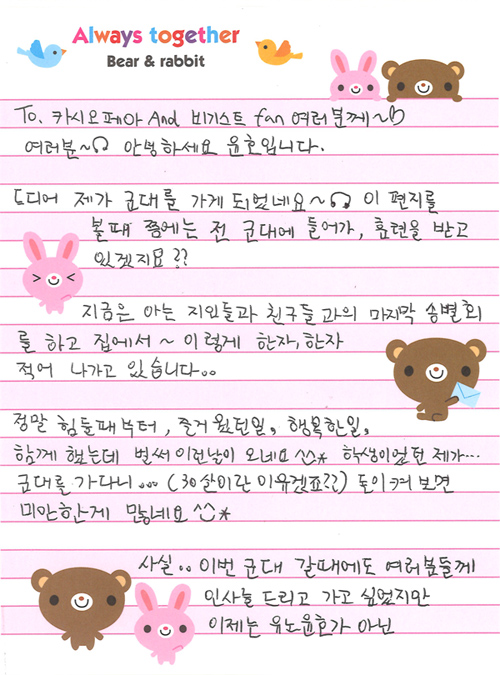 Always together
Bear & rabbit
To. 카시오페아 And 비기스트 fan 여러분께~
여러분~ 안녕하세요 윤호입니다.
드디어 제가 군대를 가게 되었네요~ 이 편지를
볼때 쯤에는 전 군대에 들어가, 훈련을 받고
있겠지요??
지금은 아는 지인들과 친구들과의 마지막 송별회
를 하고 집에서~ 이렇게 한자, 한자
적어 나가고 있습니다..
정말 힘들때부터, 즐거웠던일, 행복한일,
함께 했는데 벌써 이런날이 오네요 ^^* 학생이었던 제가...
군대를 가다니... (30살이란 이유겠죠??) 돌이켜 보면
미안한게 많네요 ^^*
사실.. 이번 군대 갈때에도 여러분들께
인사를 드리고 가고 싶었지만
이제는 유노윤호가 아닌